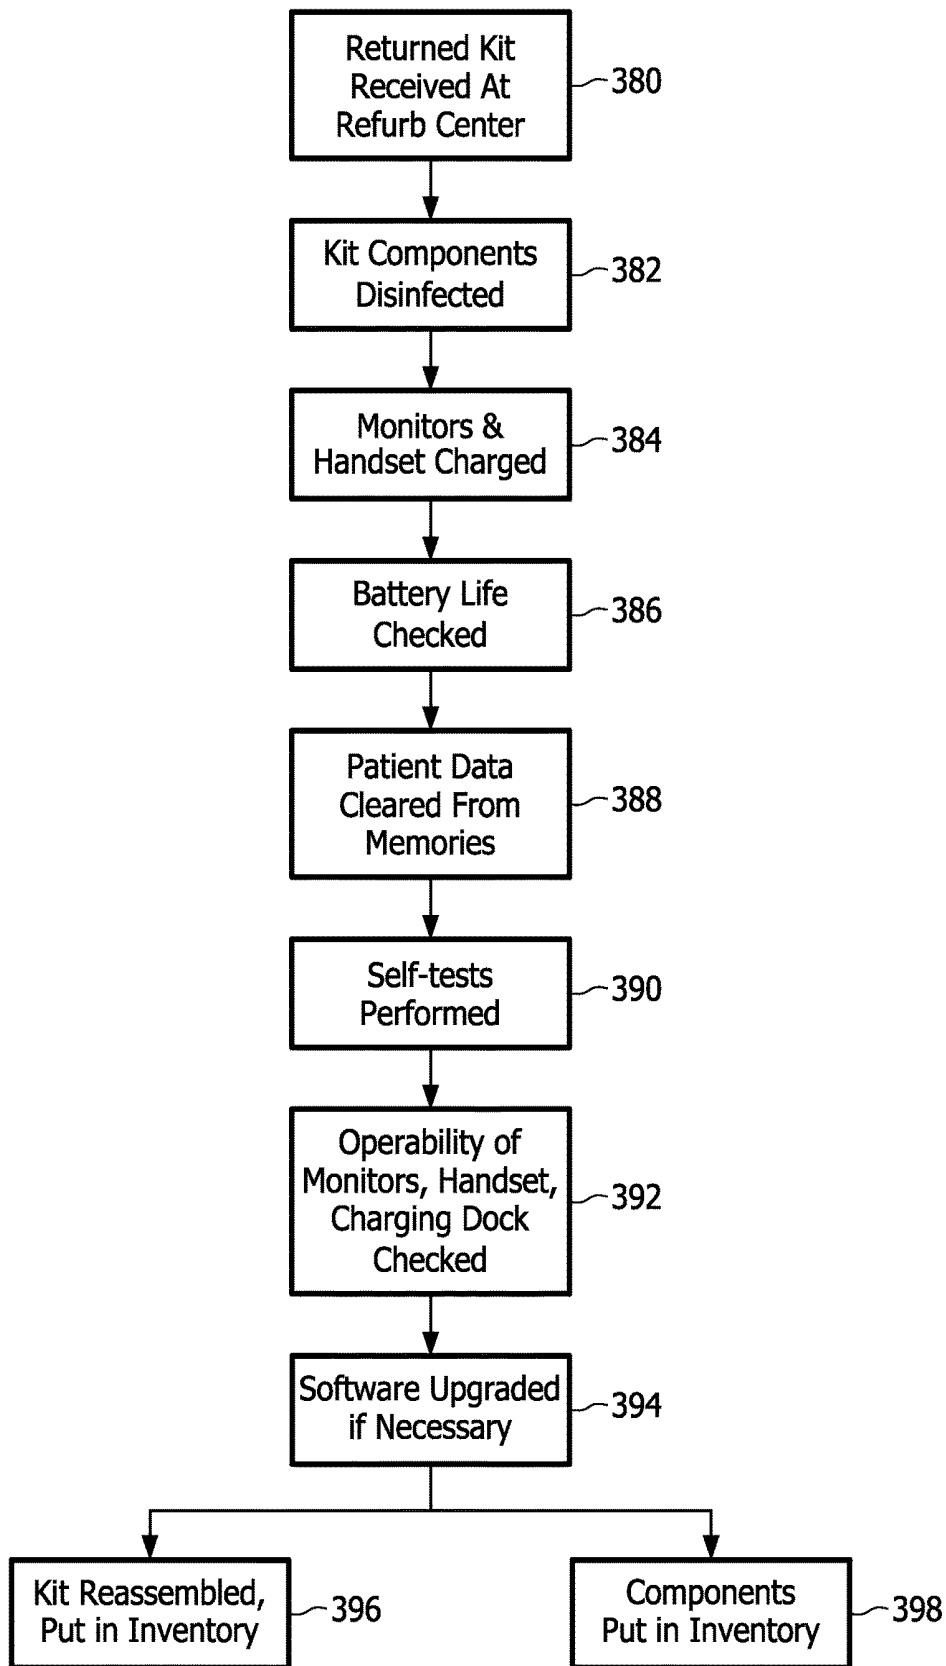 Returned Kit
Received At
Refurb Center
380
Kit Components
Disinfected
382
Monitors &
Handset Charged
384
Battery Life
Checked
386
Patient Data
Cleared From
Memories
388
Self-tests
Performed
390
Operability of
Monitors, Handset,
Charging Dock
Checked
392
Software Upgraded
if Necessary
394
Kit Reassembled,
Put in Inventory
396
Components
Put in Inventory
398